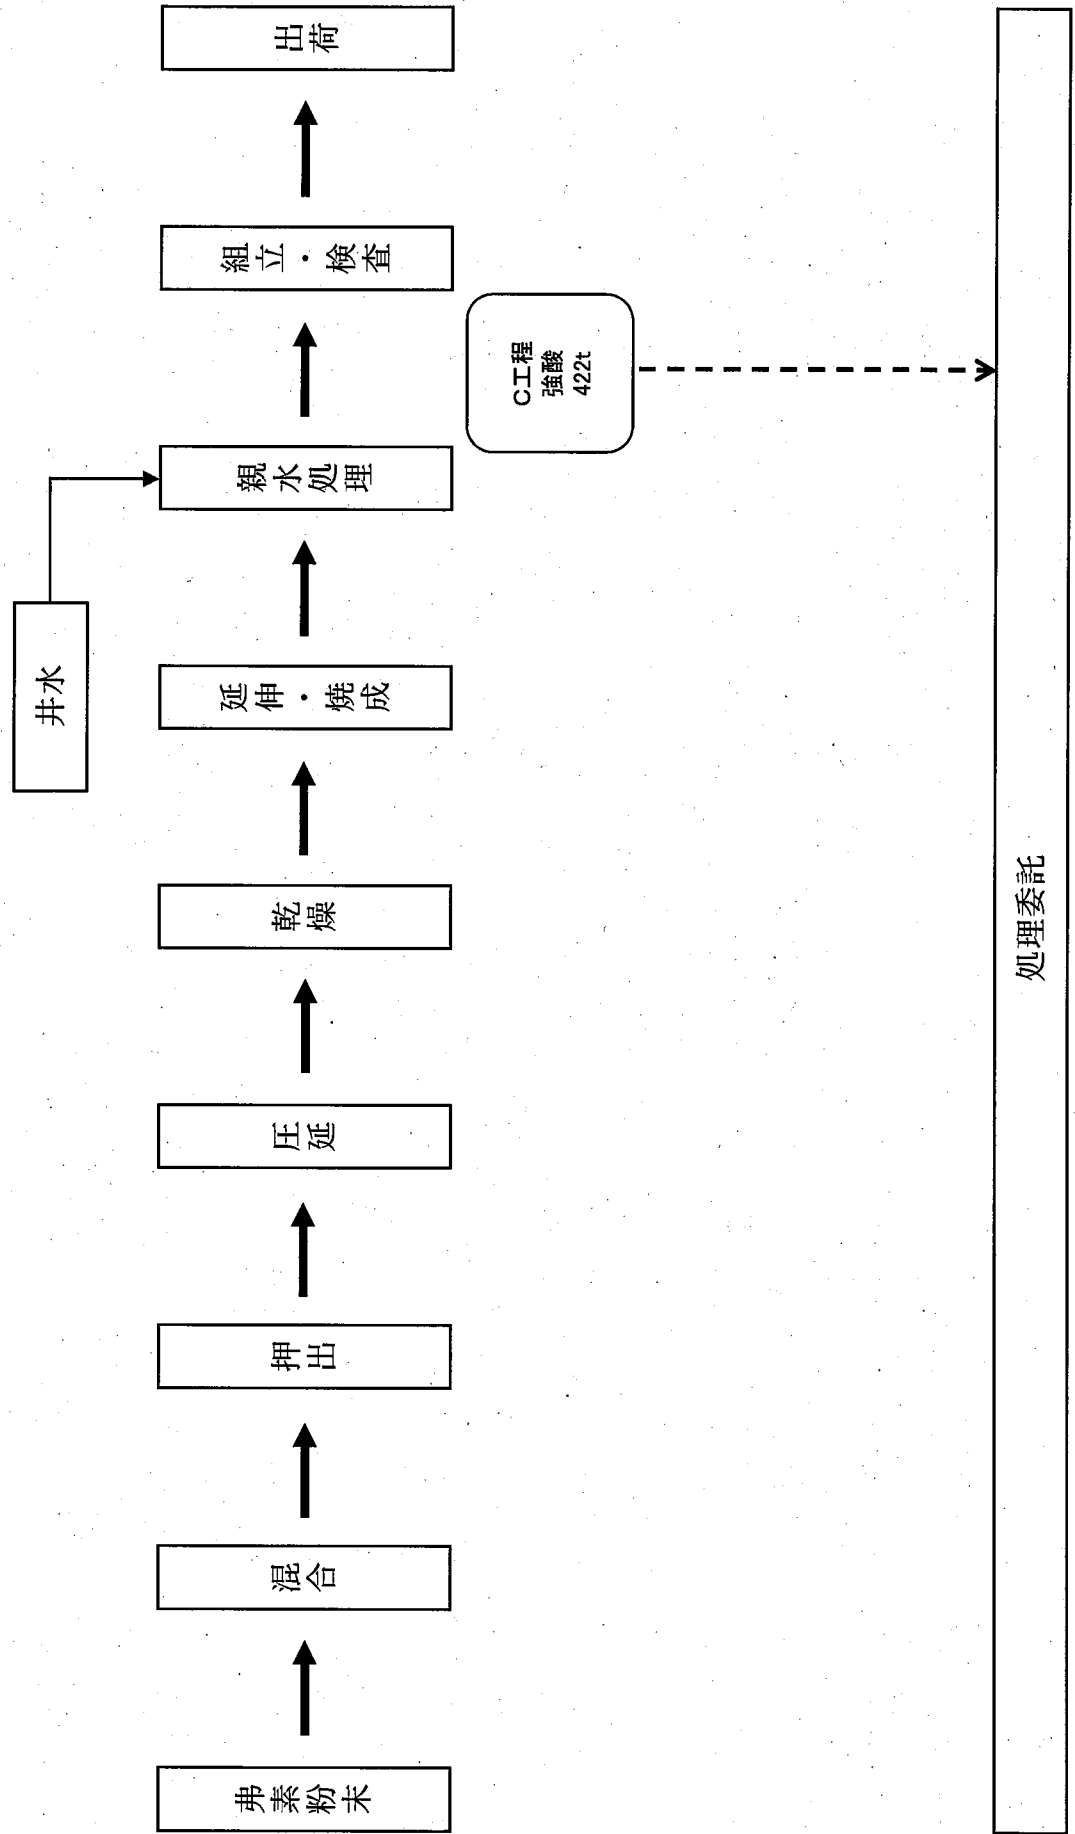 井水
弗素粉末
混合
押出
圧延
乾燥
延伸・焼成
親水処理
組立・検査
出荷
C工程
強酸
422t
処理委託